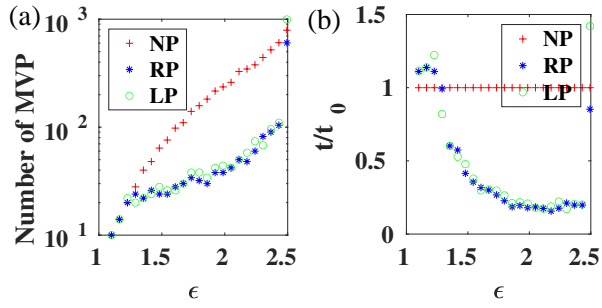 (a)
10^3
10^2
10^1
Number of MVP
NP
RP
LP
1
1.5
2
2.5
ϵ
(b)
1.5
1
0.5
0
t/t_0
NP
RP
LP
1
1.5
2
2.5
ϵ